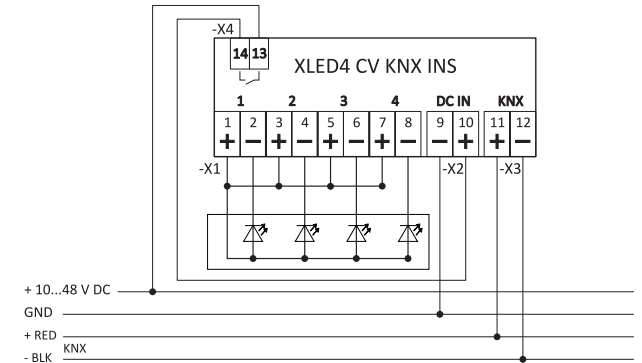 -X4
14 13
XLED4 CV KNX INS
1 2 3 4 DC IN KNX
1 2 3 4 5 6 7 8 9 10 11 12
+ − + − + − + − − + + −
-X1 -X2 -X3
+ 10...48 V DC
GND
+ RED
KNX
- BLK